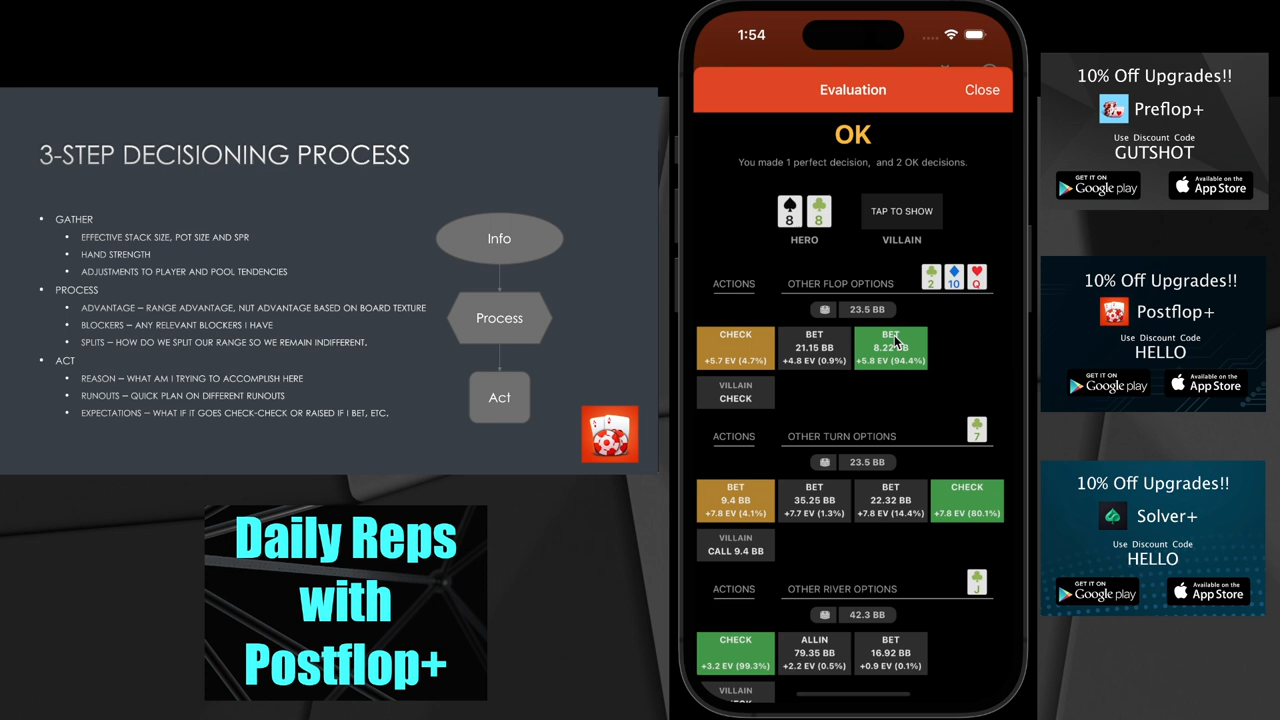 3-STEP DECISIONING PROCESS
• GATHER
• EFFECTIVE STACK SIZE, POT SIZE AND SPR
• HAND STRENGTH
• ADJUSTMENTS TO PLAYER AND POOL TENDENCIES
• PROCESS
• ADVANTAGE – RANGE ADVANTAGE, NUT ADVANTAGE BASED ON BOARD TEXTURE
• BLOCKERS – ANY RELEVANT BLOCKERS I HAVE
• SPLITS – HOW DO WE SPLIT OUR RANGE SO WE REMAIN INDIFFERENT.
• ACT
• REASON – WHAT AM I TRYING TO ACCOMPLISH HERE
• RUNOUTS – QUICK PLAN ON DIFFERENT RUNOUTS
• EXPECTATIONS – WHAT IF IT GOES CHECK-CHECK OR RAISED IF I BET, ETC.
Info
Process
Act
Daily Reps
with
Postflop+
1:54
Evaluation Close
OK
You made 1 perfect decision, and 2 OK decisions.
8 8 TAP TO SHOW
HERO VILLAIN
ACTIONS OTHER FLOP OPTIONS 2 10 Q
23.5 BB
CHECK BET BET
21.15 BB
+5.7 EV (4.7%) +4.8 EV (0.9%) +5.8 EV (94.4%)
VILLAIN
CHECK
ACTIONS OTHER TURN OPTIONS 7
23.5 BB
BET BET BET CHECK
9.4 BB 35.25 BB 22.32 BB
+7.8 EV (4.1%) +7.7 EV (1.3%) +7.8 EV (14.4%) +7.8 EV (80.1%)
VILLAIN
CALL 9.4 BB
ACTIONS OTHER RIVER OPTIONS J
42.3 BB
CHECK ALLIN BET
79.35 BB 16.92 BB
+3.2 EV (99.3%) +2.2 EV (0.5%) +0.9 EV (0.1%)
VILLAIN
10% Off Upgrades!!
Preflop+
Use Discount Code
GUTSHOT
GET IT ON Google play
Available on the App Store
10% Off Upgrades!!
Postflop+
Use Discount Code
HELLO
GET IT ON Google play
Available on the App Store
10% Off Upgrades!!
Solver+
Use Discount Code
HELLO
GET IT ON Google play
Available on the App Store